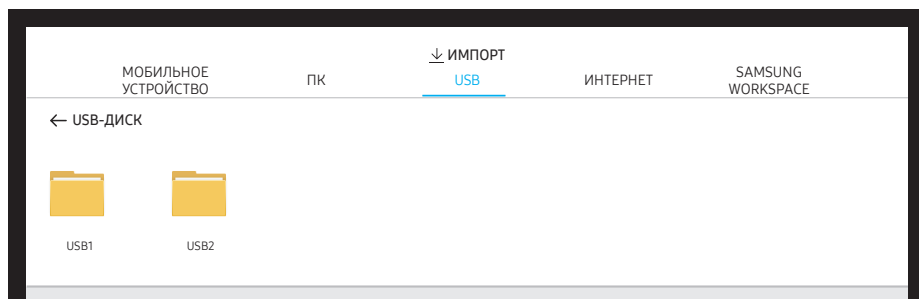 ИМПОРТ
МОБИЛЬНОЕ
УСТРОЙСТВО
ПК
USB
ИНТЕРНЕТ
SAMSUNG
WORKSPACE
USB-ДИСК
USB1
USB2